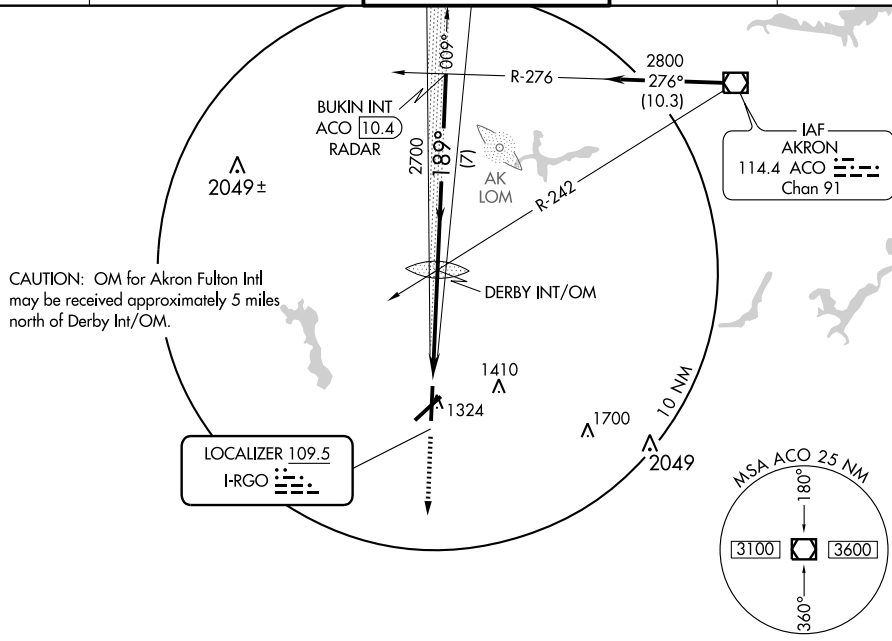 2800
276°
(10.3)
R-276
009°
BUKIN INT
ACO 10.4
RADAR
2700
189°
(7)
AK
LOM
R-242
IAF
AKRON
114.4 ACO
Chan 91
2049 ±
CAUTION: OM for Akron Fulton Intl
may be received approximately 5 miles
north of Derby Int/OM.
DERBY INT/OM
1410
1324
1700
10 NM
2049
LOCALIZER 109.5
I-RGO
MSA ACO 25 NM
180°
3100
3600
360°